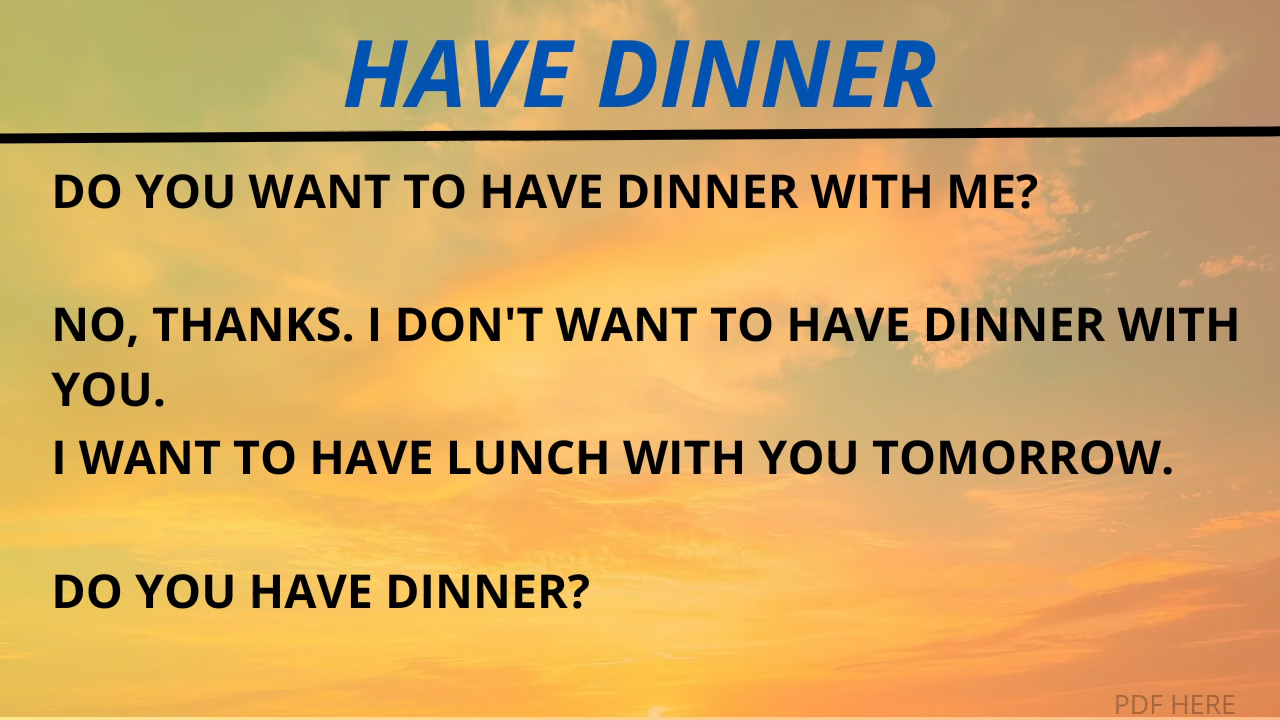 HAVE DINNER
DO YOU WANT TO HAVE DINNER WITH ME?
NO, THANKS. I DON'T WANT TO HAVE DINNER WITH
YOU.
I WANT TO HAVE LUNCH WITH YOU TOMORROW.
DO YOU HAVE DINNER?
PDF HERE